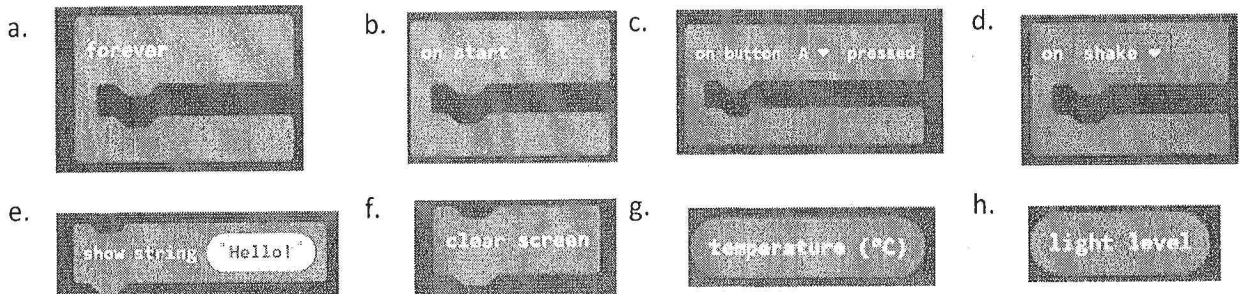 a. forever
b. on start
c. on button A ▾ pressed
d. on shake ▾
e. show string "Hello!"
f. clear screen
g. temperature (°C)
h. light level